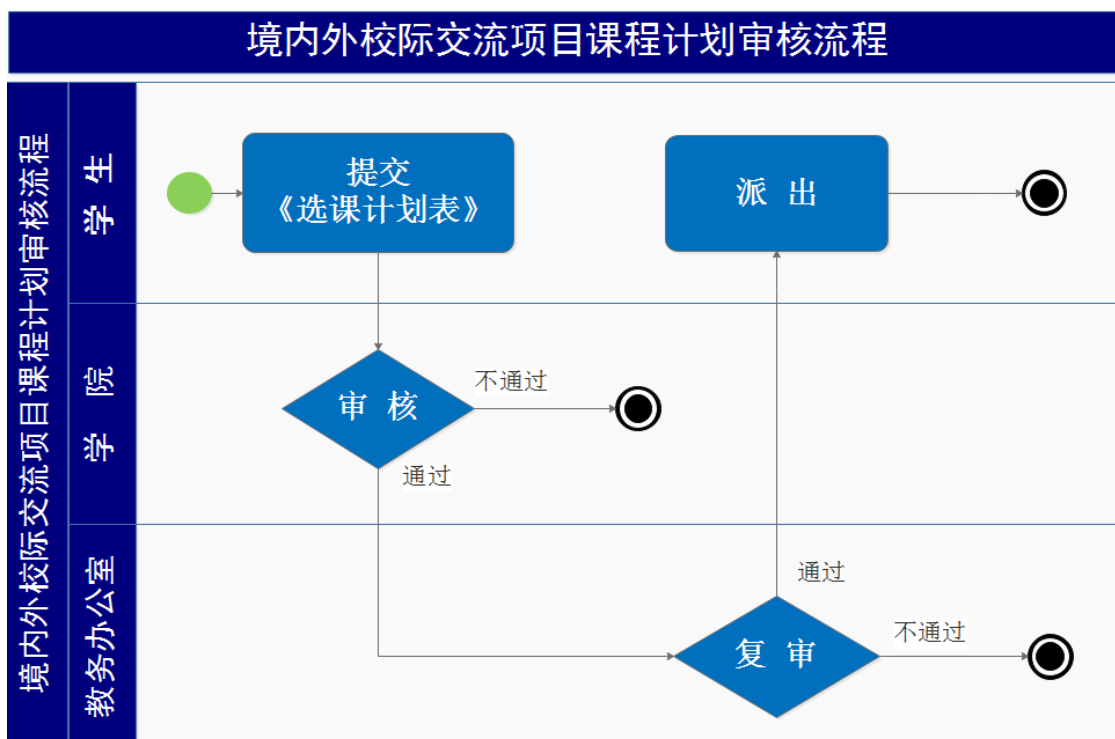 境内外校际交流项目课程计划审核流程
境内外校际交流项目课程计划审核流程
学 生
提交
《选课计划表》
派 出
学 院
审 核
不通过
通过
教务办公室
通过
复 审
不通过